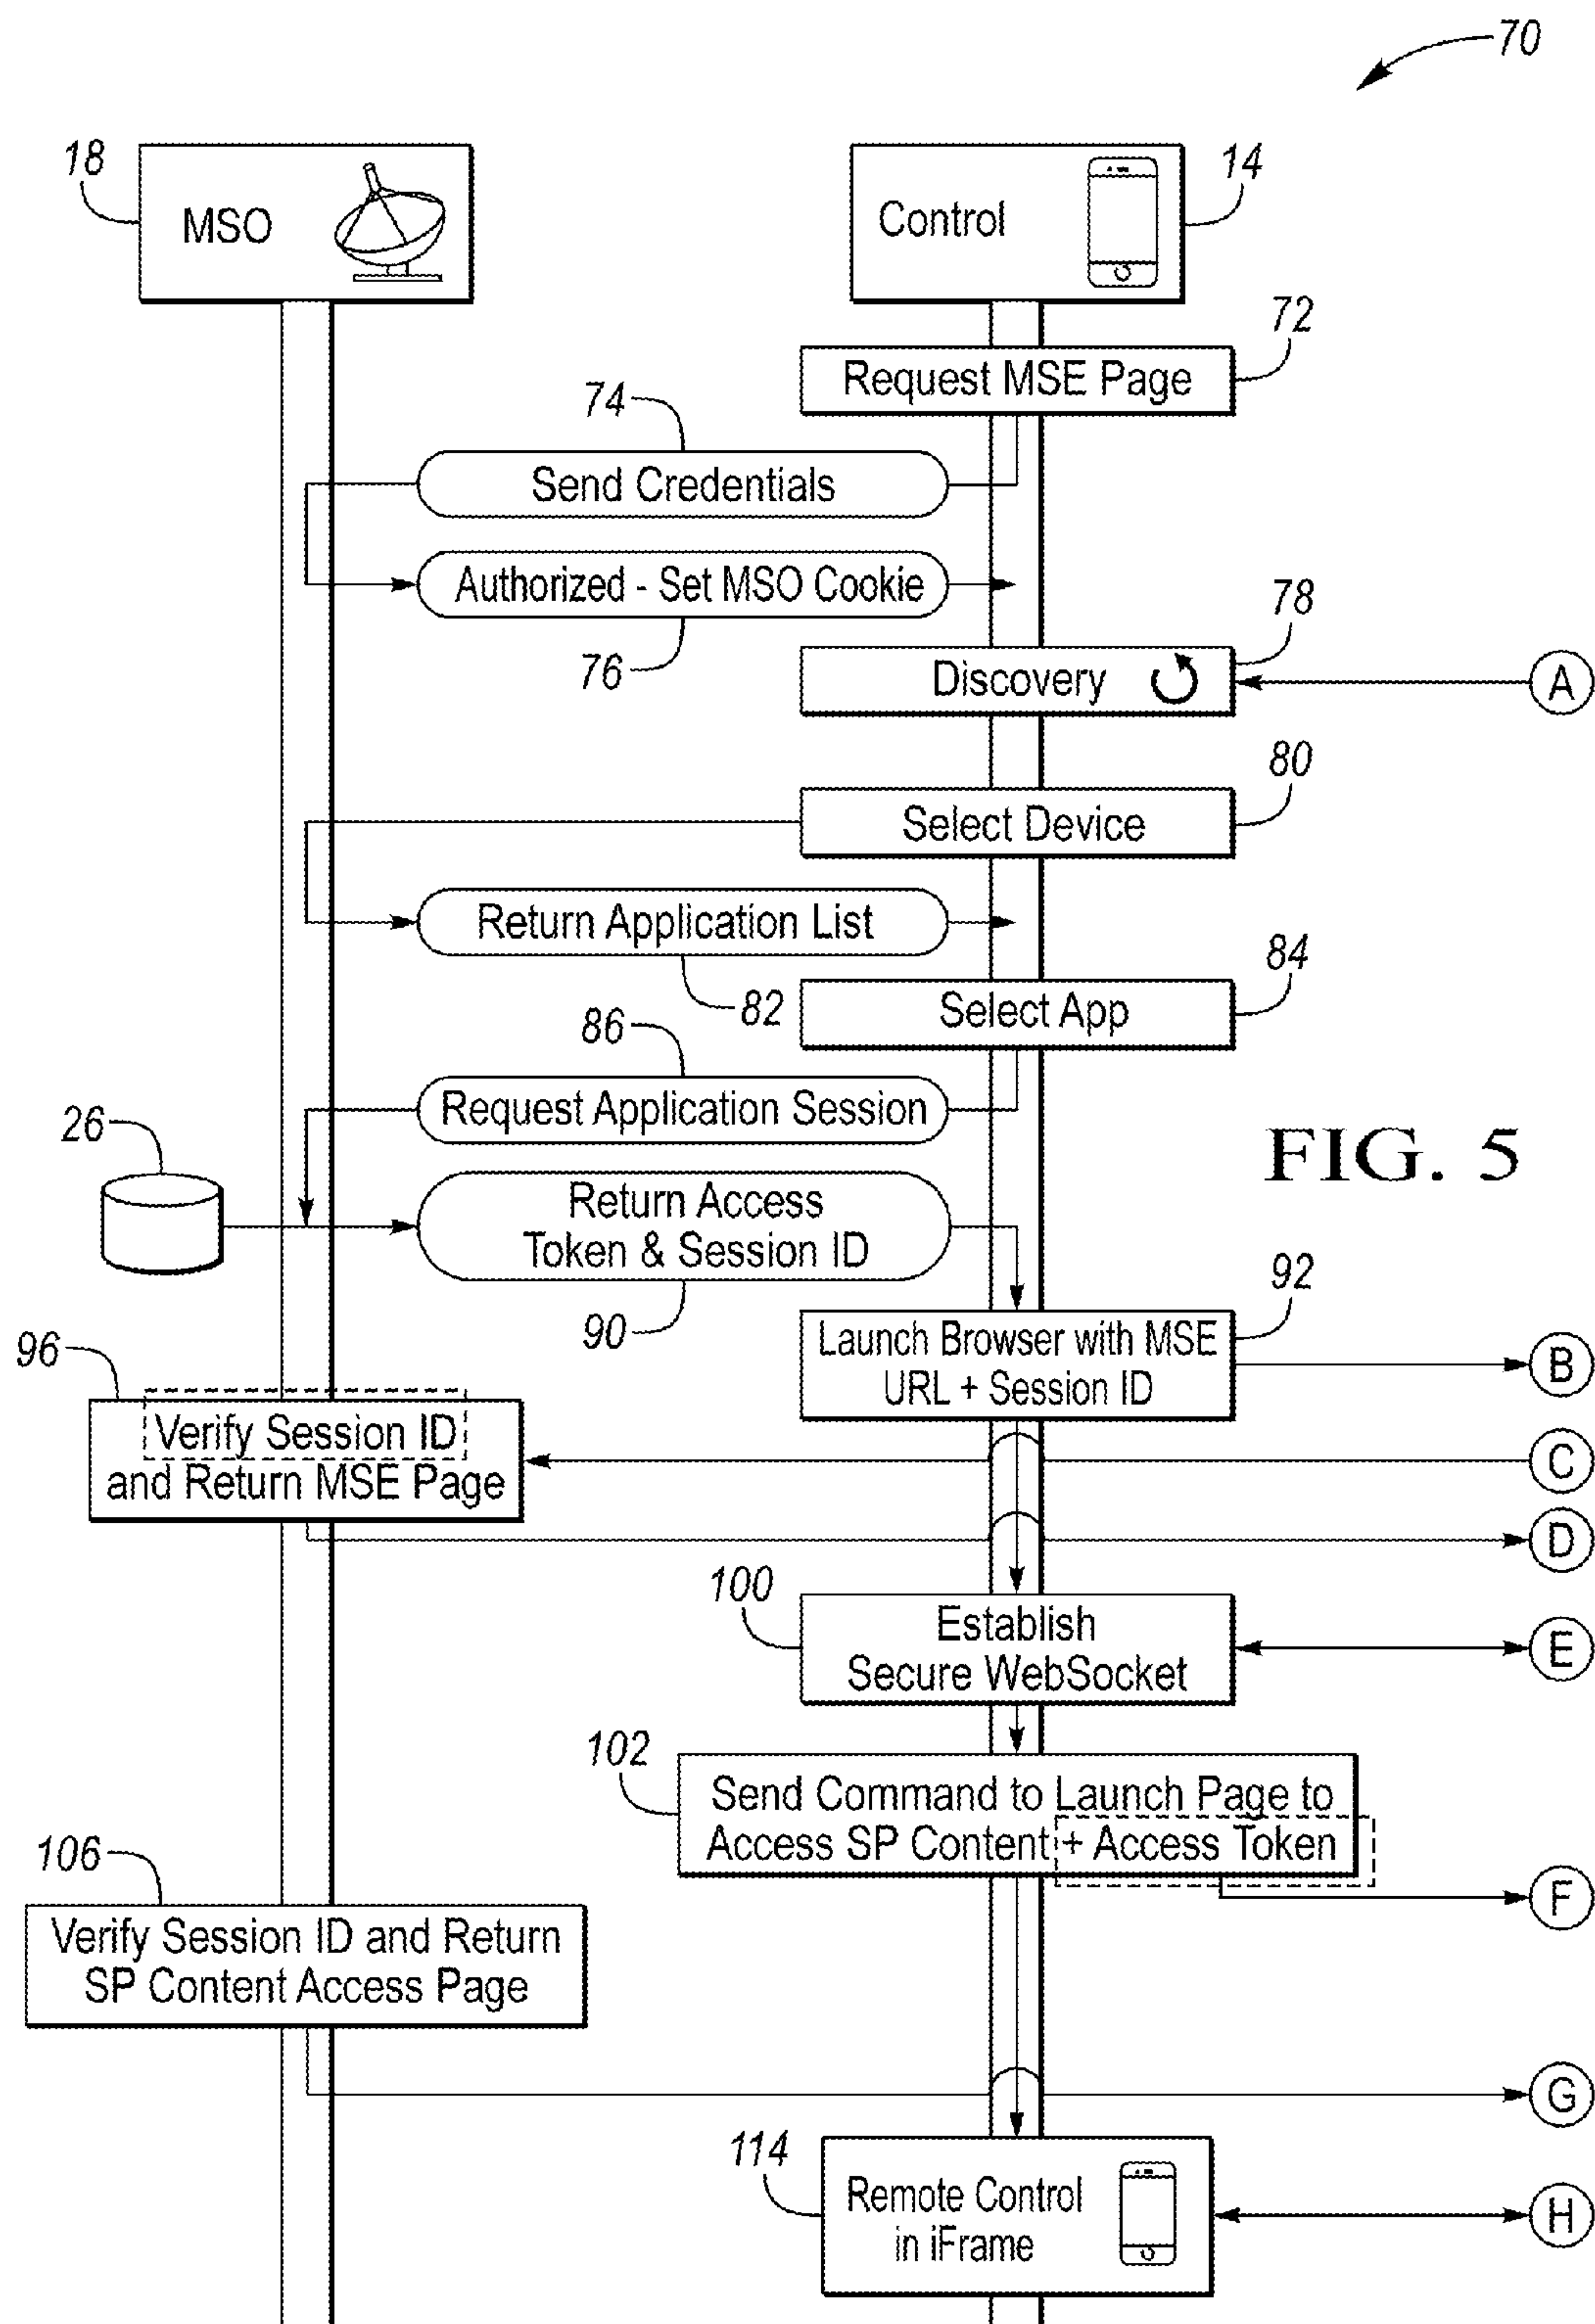 70
18
MSO
Control
14
72
Request MSE Page
74
Send Credentials
Authorized - Set MSO Cookie
76
78
Discovery
A
80
Select Device
Return Application List
82
84
Select App
86
Request Application Session
26
FIG. 5
Return Access
Token & Session ID
90
92
Launch Browser with MSE
URL + Session ID
B
96
Verify Session ID
and Return MSE Page
C
D
100
Establish
Secure WebSocket
E
102
Send Command to Launch Page to
Access SP Content + Access Token
F
106
Verify Session ID and Return
SP Content Access Page
G
114
Remote Control
in iFrame
H